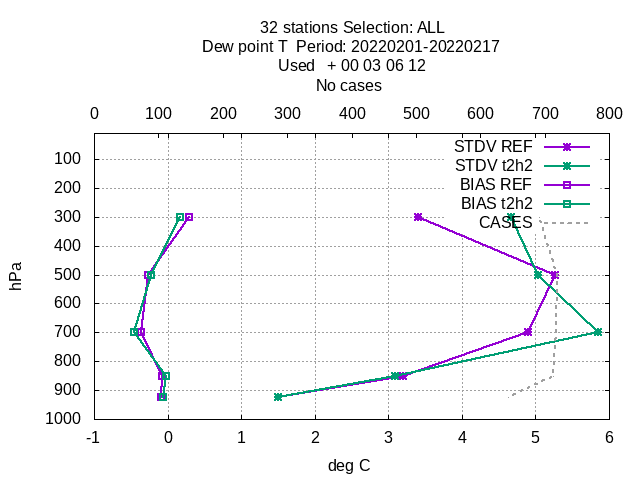 32 stations Selection: ALL
Dew point T  Period: 20220201-20220217
Used   + 00 03 06 12
No cases
0 100 200 300 400 500 600 700 800
STDV REF
STDV t2h2
BIAS REF
BIAS t2h2
CASES
100
200
300
400
500
600
700
800
900
1000
hPa
-1 0 1 2 3 4 5 6
deg C